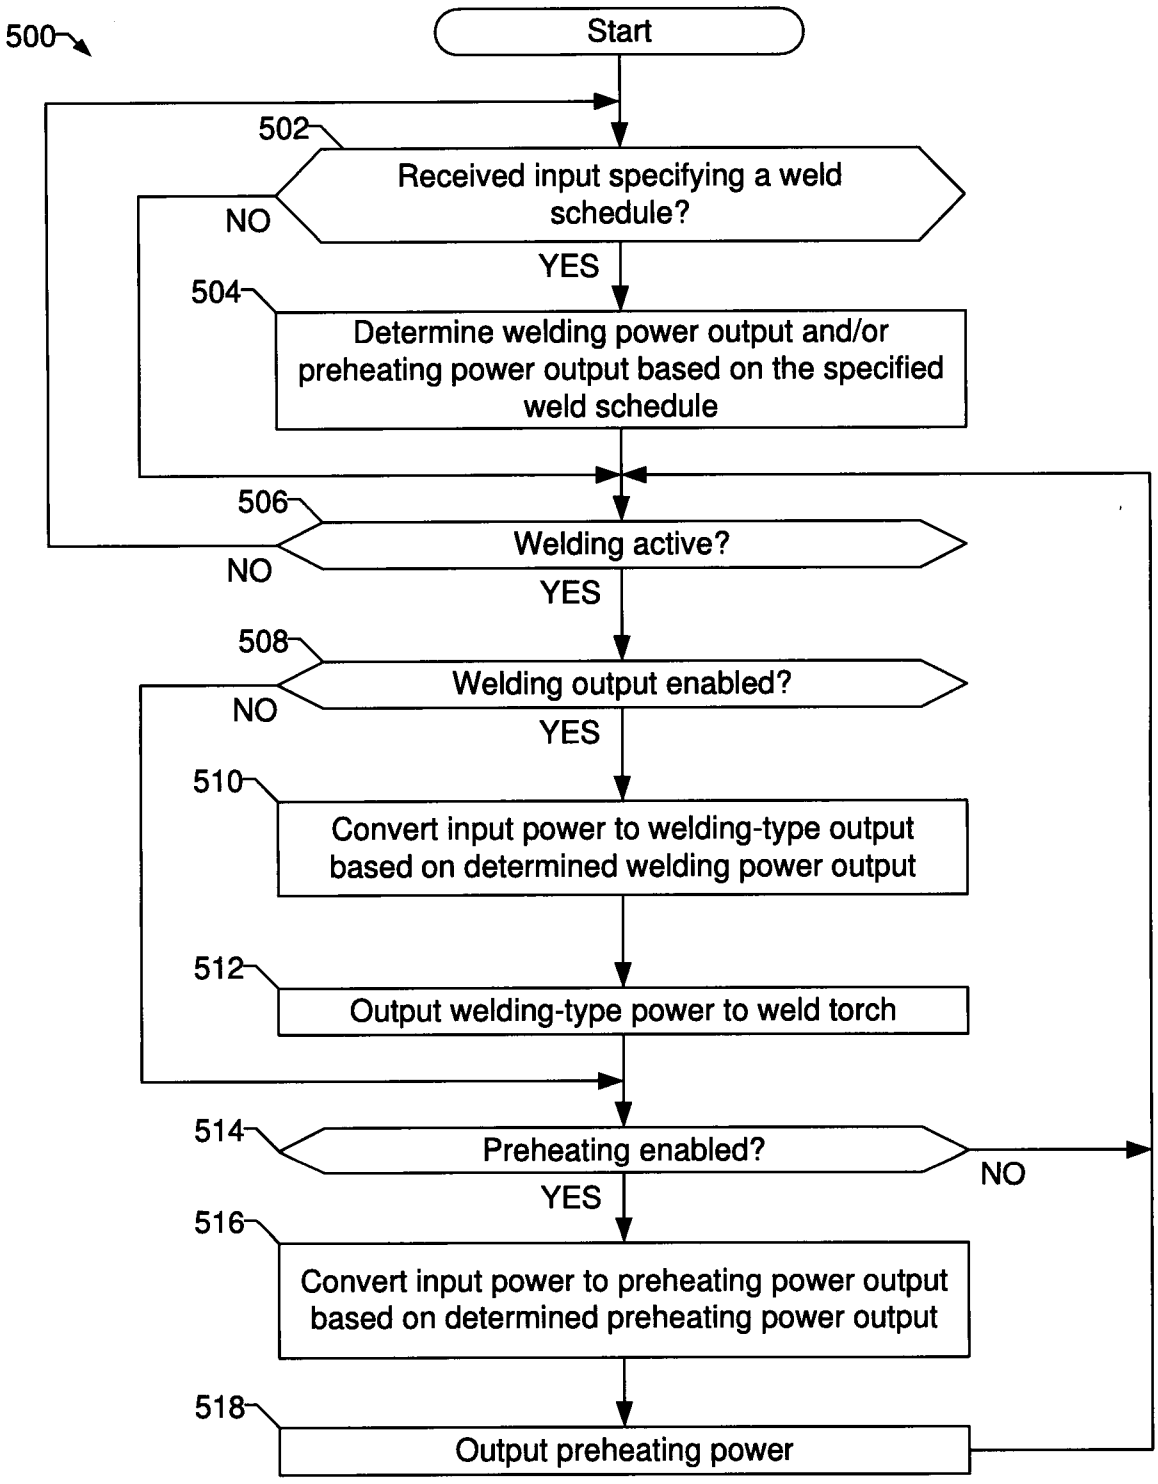 500
Start
502
Received input specifying a weld
schedule?
NO
YES
504
Determine welding power output and/or
preheating power output based on the specified
weld schedule
506
Welding active?
NO
YES
508
Welding output enabled?
NO
YES
510
Convert input power to welding-type output
based on determined welding power output
512
Output welding-type power to weld torch
514
Preheating enabled?
NO
YES
516
Convert input power to preheating power output
based on determined preheating power output
518
Output preheating power